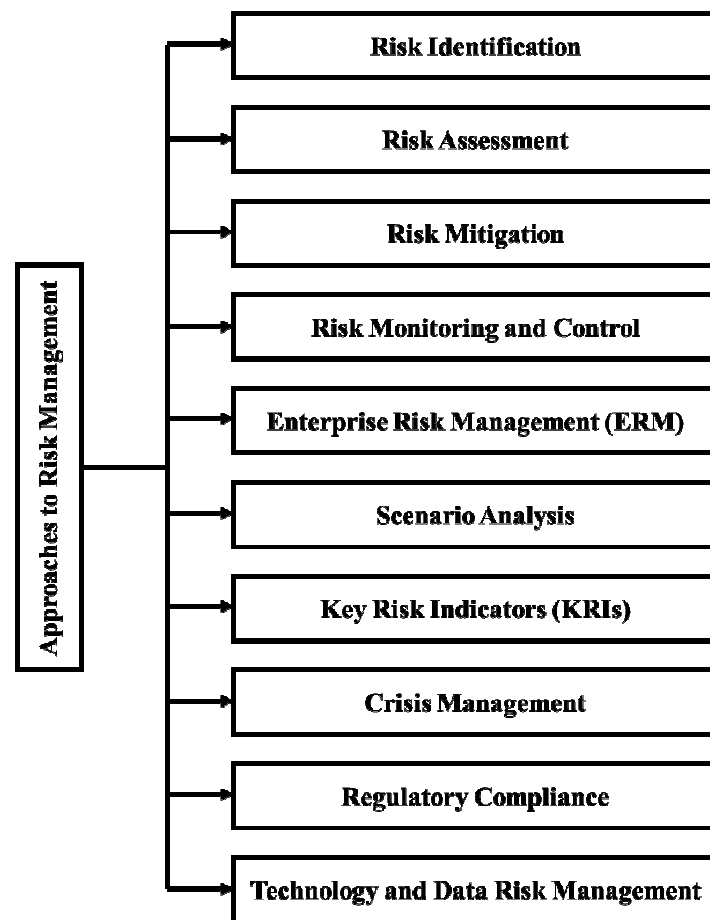 Approaches to Risk Management
Risk Identification
Risk Assessment
Risk Mitigation
Risk Monitoring and Control
Enterprise Risk Management (ERM)
Scenario Analysis
Key Risk Indicators (KRIs)
Crisis Management
Regulatory Compliance
Technology and Data Risk Management